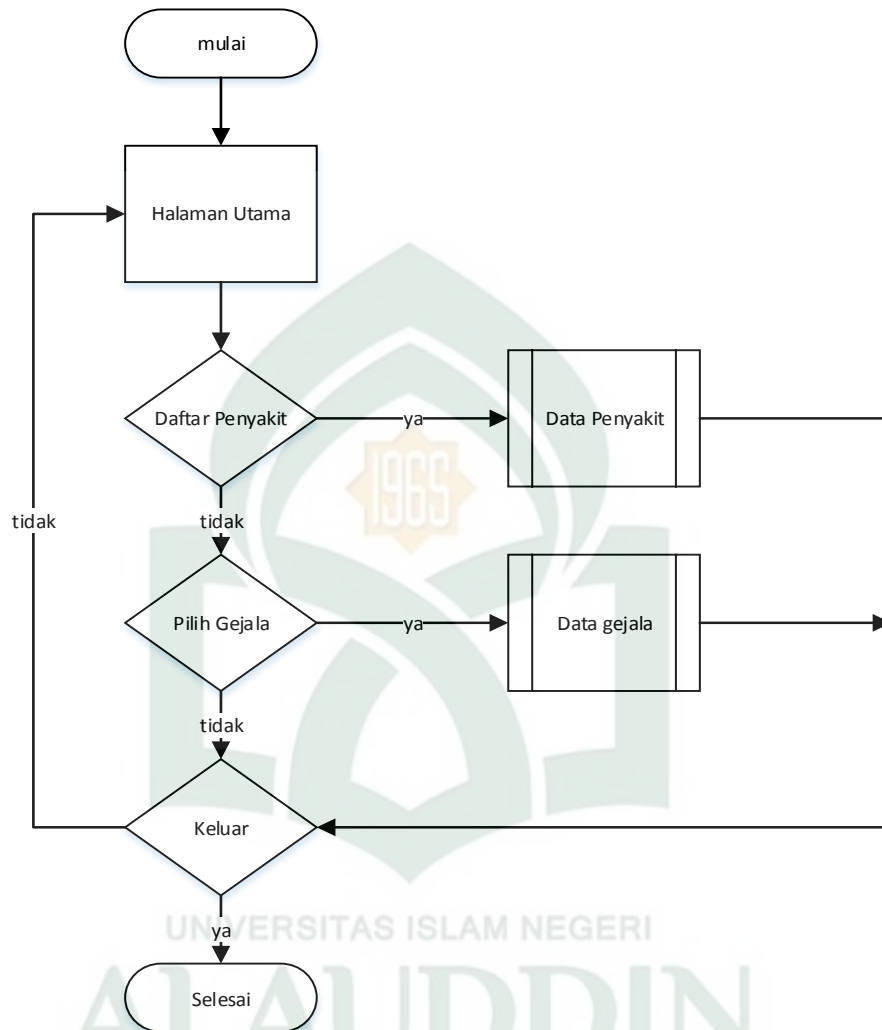 mulai
Halaman Utama
Daftar Penyakit
ya
Data Penyakit
1965
tidak
tidak
Pilih Gejala
ya
Data gejala
tidak
Keluar
UNIVERSITAS ISLAM NEGERI
ya
ALAUDDIN
Selesai